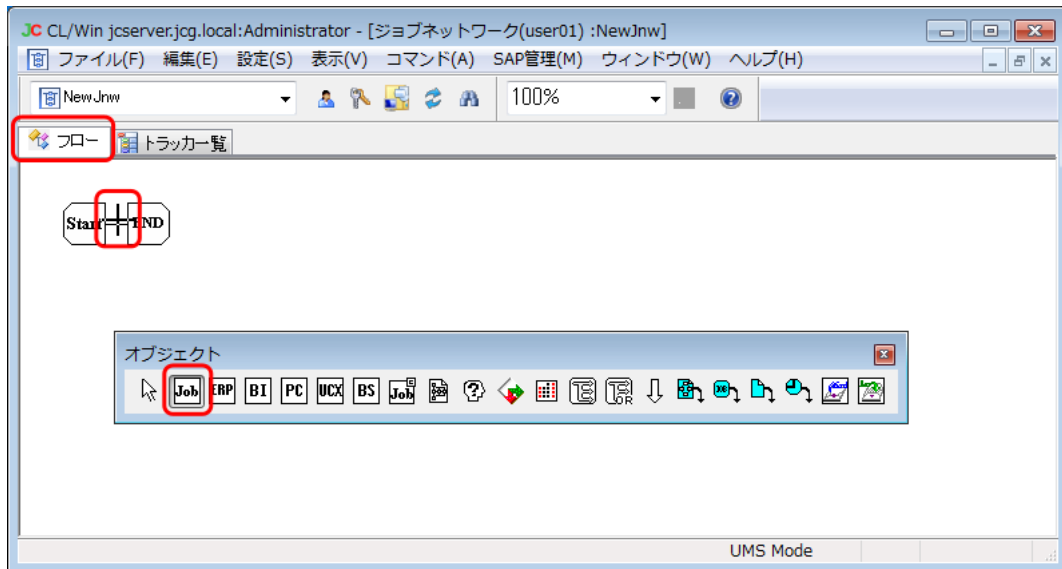 JC CL/Win jcserver.jcg.local:Administrator - [ジョブネットワーク(user01) :NewJnw]
ファイル(F) 編集(E) 設定(S) 表示(V) コマンド(A) SAP管理(M) ウィンドウ(W) ヘルプ(H)
NewJnw 100%
フロー トラッカ一覧
Start END
オブジェクト
Job ERP BI PC UCX BS Job
UMS Mode